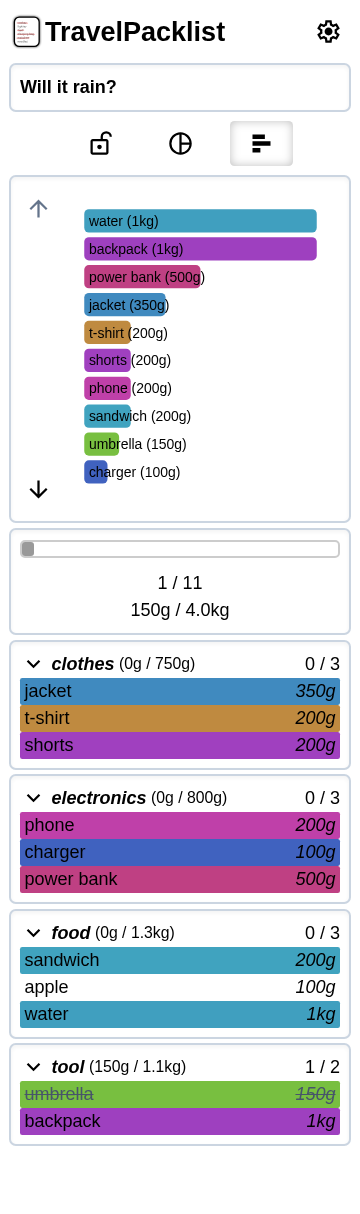 TravelPacklist
Will it rain?
water (1kg)
backpack (1kg)
power bank (500g)
jacket (350g)
t-shirt (200g)
shorts (200g)
phone (200g)
sandwich (200g)
umbrella (150g)
charger (100g)
1 / 11
150g / 4.0kg
clothes (0g / 750g) 0 / 3
jacket 350g
t-shirt 200g
shorts 200g
electronics (0g / 800g) 0 / 3
phone 200g
charger 100g
power bank 500g
food (0g / 1.3kg) 0 / 3
sandwich 200g
apple 100g
water 1kg
tool (150g / 1.1kg) 1 / 2
umbrella 150g
backpack 1kg